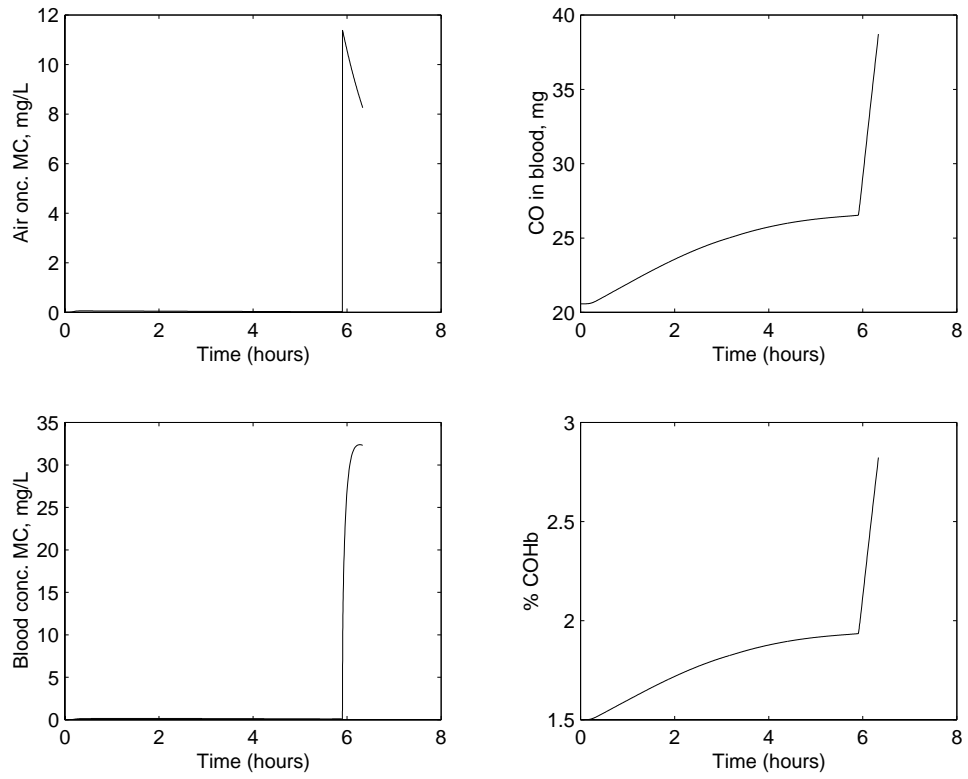 12
10
8
6
4
2
0
Air onc. MC, mg/L
0 2 4 6 8
Time (hours)
40
35
30
25
20
CO in blood, mg
0 2 4 6 8
Time (hours)
35
30
25
20
15
10
5
0
Blood conc. MC, mg/L
0 2 4 6 8
Time (hours)
3
2.5
2
1.5
% COHb
0 2 4 6 8
Time (hours)